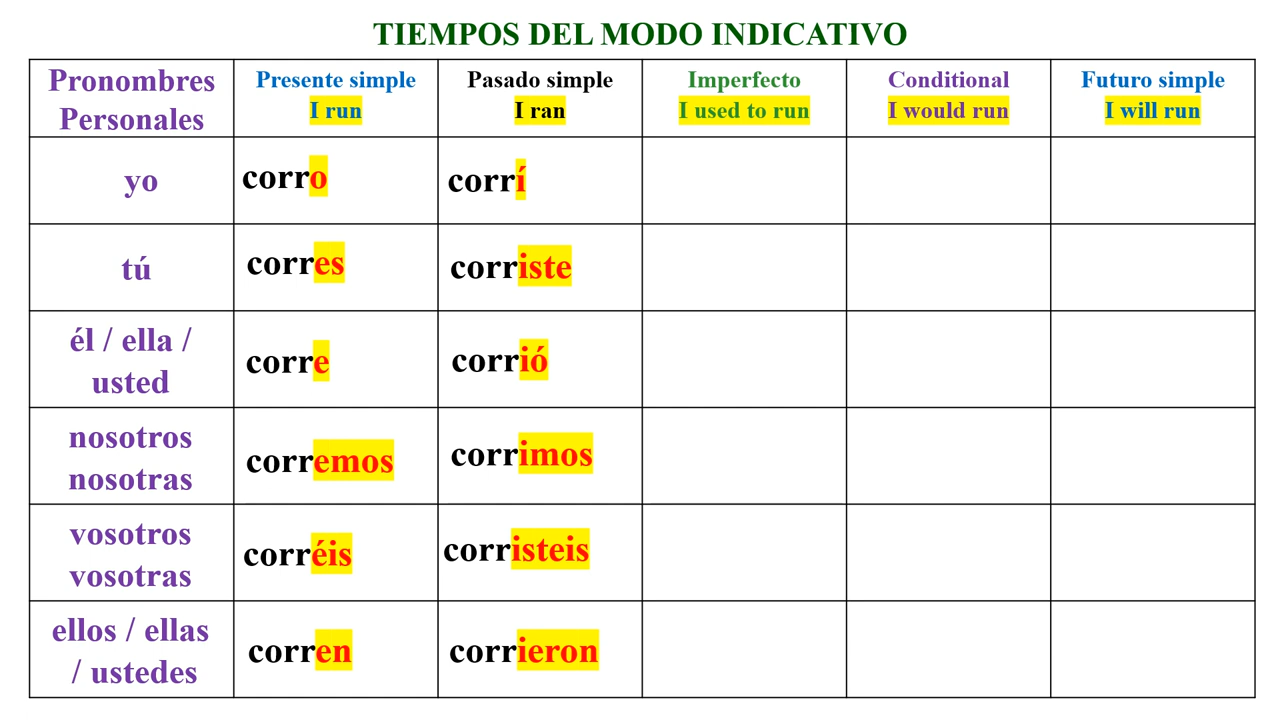 TIEMPOS DEL MODO INDICATIVO
Pronombres Personales
Presente simple
I run
Pasado simple
I ran
Imperfecto
I used to run
Conditional
I would run
Futuro simple
I will run
yo
corro
corrí
tú
corres
corriste
él / ella /
usted
corre
corrió
nosotros
nosotras
corremos
corrimos
vosotros
vosotras
corréis
corristeis
ellos / ellas
/ ustedes
corren
corrieron